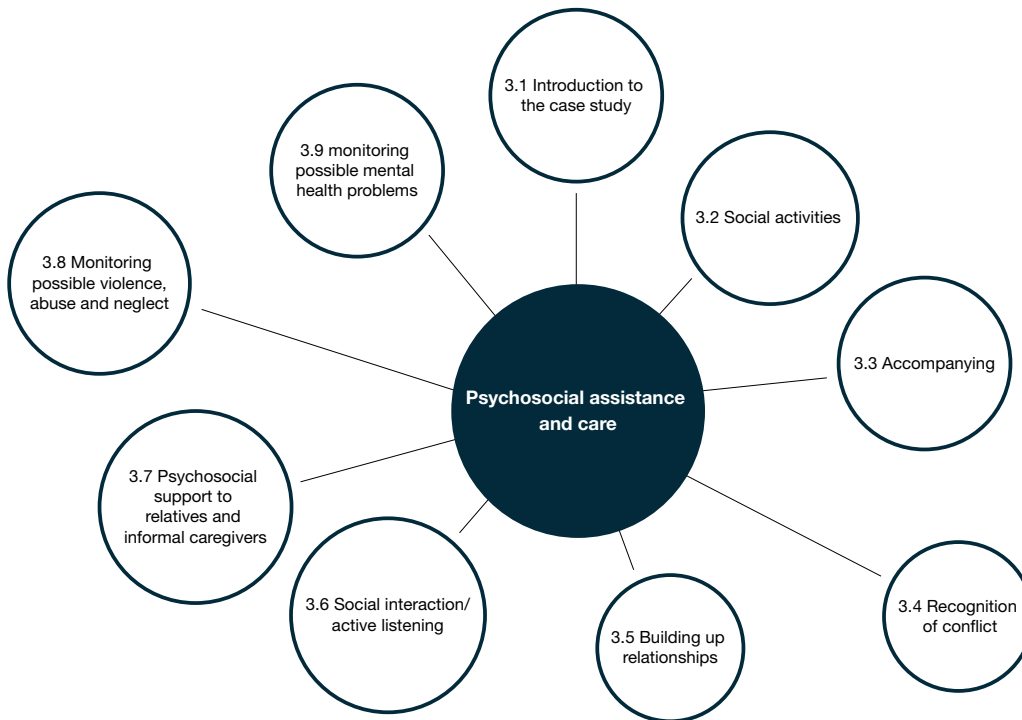 3.1 Introduction to
the case study
3.9 monitoring
possible mental
health problems
3.2 Social activities
3.8 Monitoring
possible violence,
abuse and neglect
3.3 Accompanying
Psychosocial assistance
and care
3.7 Psychosocial
support to
relatives and
informal caregivers
3.6 Social interaction/
active listening
3.5 Building up
relationships
3.4 Recognition
of conflict